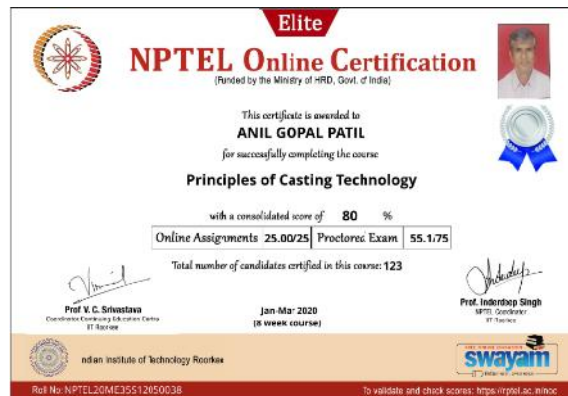 Elite
NPTEL Online Certification
(Funded by the Ministry of HRD, Govt. of India)
This certificate is awarded to
ANIL GOPAL PATIL
for successfully completing the course
Principles of Casting Technology
with a consolidated score of 80 %
Online Assignments 25.00/25 Proctored Exam 55.1/75
Total number of candidates certified in this course: 123
Prof V. C. Srivastava
Coordinator, Continuing Education Centre
IIT Roorkee
Jan-Mar 2020
(8 week course)
Prof. Inderdeep Singh
NPTEL Coordinator
IIT Roorkee
Indian Institute of Technology Roorkee
swayam
Roll No: NPTEL20ME35S12050038
To validate and check scores: https://nptel.ac.in/noc